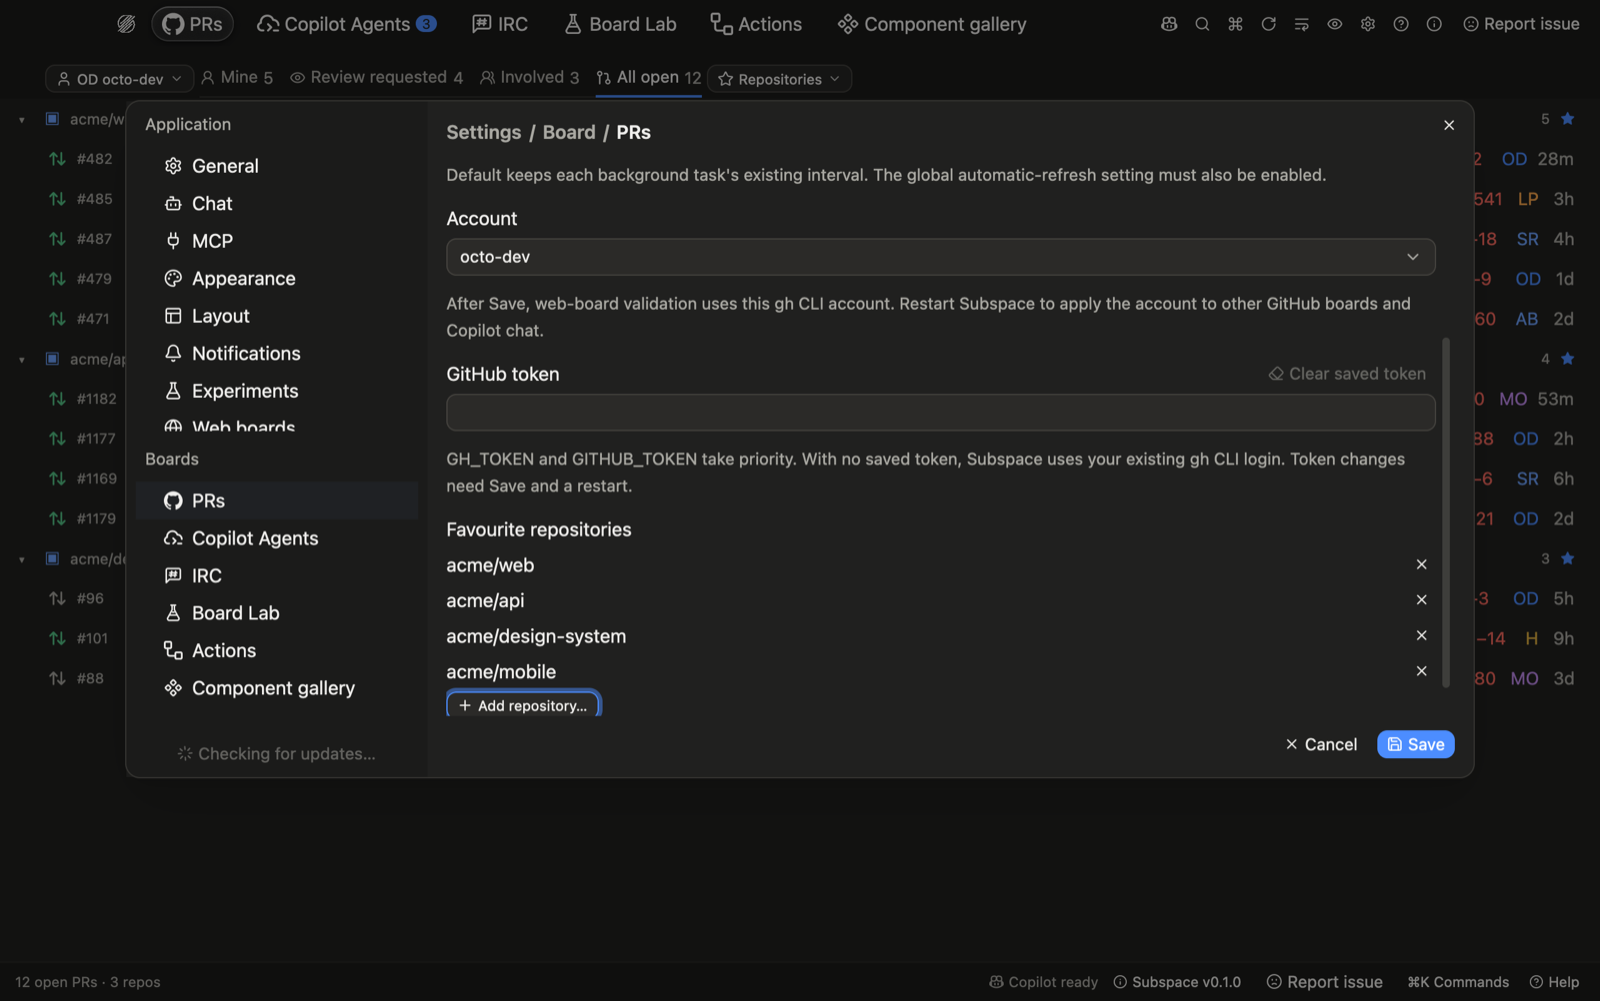 PRs
Copilot Agents 3
IRC
Board Lab
Actions
Component gallery
Report issue
OD octo-dev
Mine 5
Review requested 4
Involved 3
All open 12
Repositories
acme/w
5
#482
2 OD 28m
#485
541 LP 3h
#487
-18 SR 4h
#479
-9 OD 1d
#471
60 AB 2d
acme/ap
4
#1182
0 MO 53m
#1177
38 OD 2h
#1169
-6 SR 6h
#1179
21 OD 2d
acme/de
3
#96
-3 OD 5h
#101
−14 H 9h
#88
80 MO 3d
Application
General
Chat
MCP
Appearance
Layout
Notifications
Experiments
Web boards
Boards
PRs
Copilot Agents
IRC
Board Lab
Actions
Component gallery
Checking for updates...
Settings / Board / PRs
Default keeps each background task's existing interval. The global automatic-refresh setting must also be enabled.
Account
octo-dev
After Save, web-board validation uses this gh CLI account. Restart Subspace to apply the account to other GitHub boards and
Copilot chat.
GitHub token
Clear saved token
GH_TOKEN and GITHUB_TOKEN take priority. With no saved token, Subspace uses your existing gh CLI login. Token changes
need Save and a restart.
Favourite repositories
acme/web
acme/api
acme/design-system
acme/mobile
+ Add repository...
Cancel
Save
12 open PRs · 3 repos
Copilot ready
Subspace v0.1.0
Report issue
⌘K Commands
Help